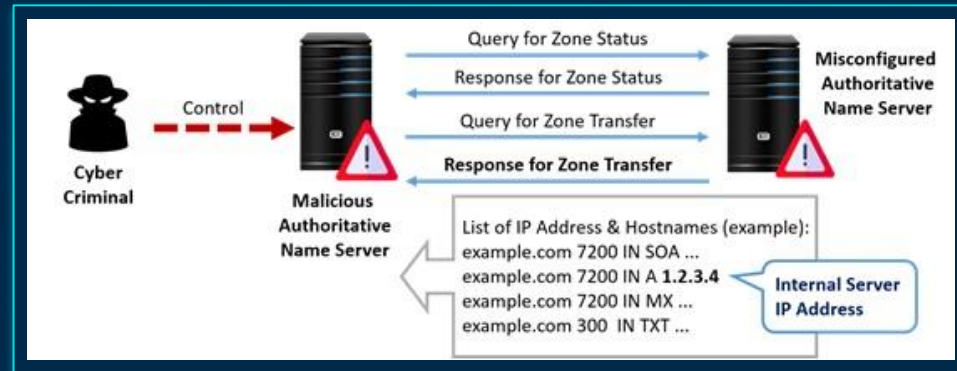 Query for Zone Status
Response for Zone Status
Query for Zone Transfer
Response for Zone Transfer
Control
Cyber
Criminal
Malicious
Authoritative
Name Server
Misconfigured
Authoritative
Name Server
List of IP Address & Hostnames (example):
example.com 7200 IN SOA ...
example.com 7200 IN A 1.2.3.4
example.com 7200 IN MX ...
example.com 300 IN TXT ...
Internal Server
IP Address